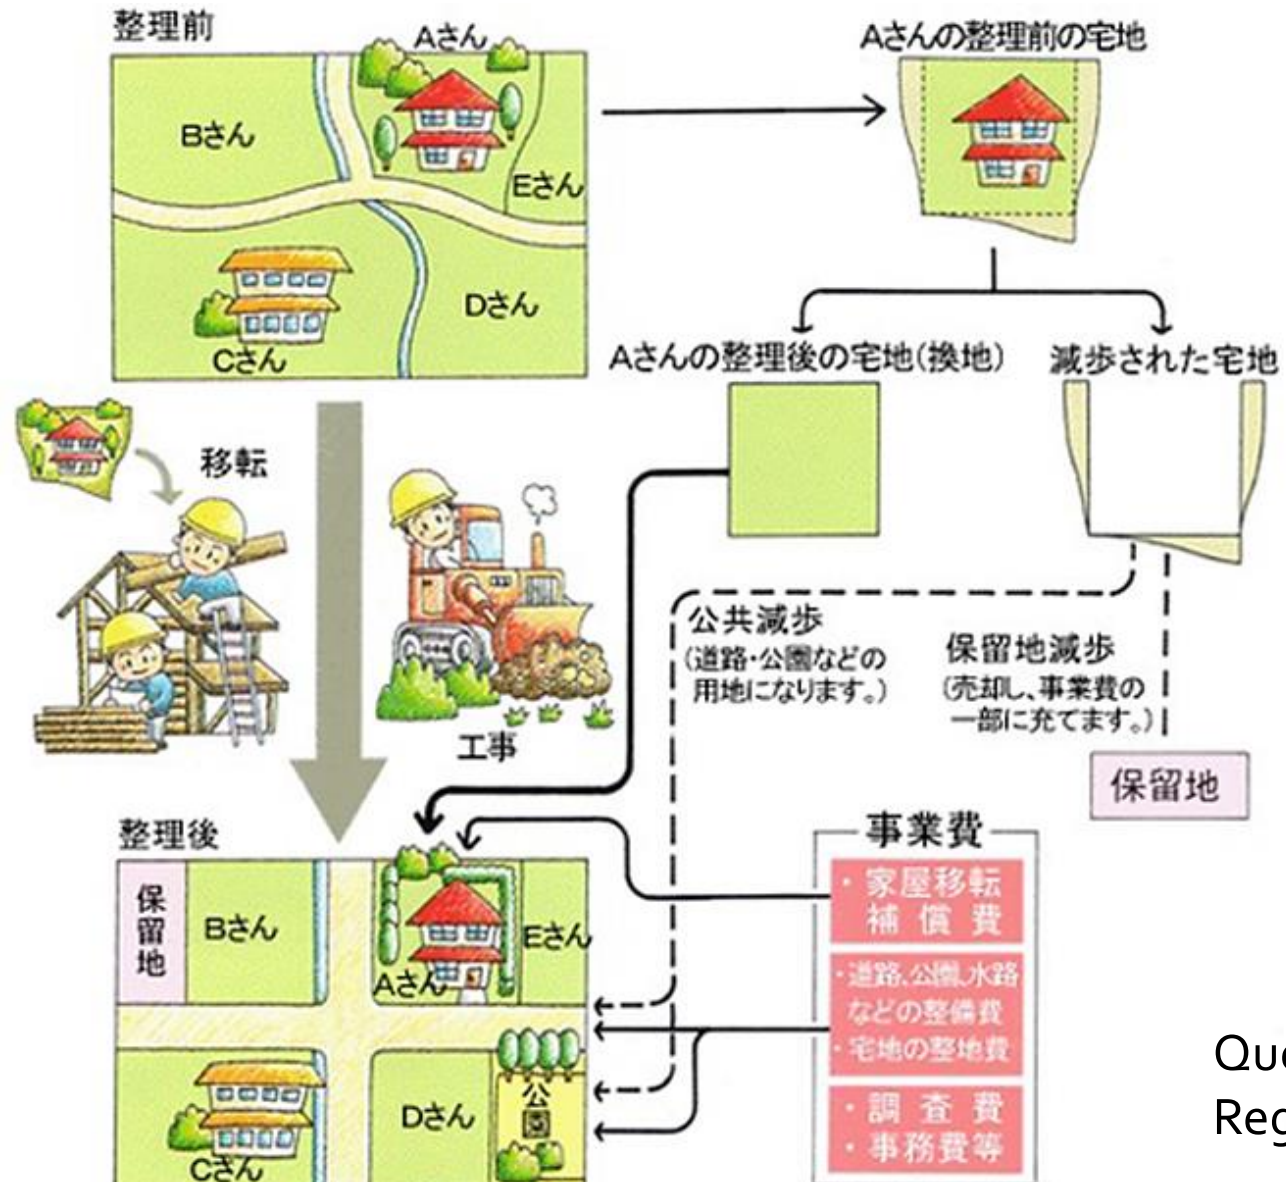 整理前
Aさん
Bさん
Eさん
Cさん
Dさん
Aさんの整理前の宅地
Aさんの整理後の宅地(換地)
減歩された宅地
移転
工事
公共減歩
(道路・公園などの
用地になります。)
保留地減歩
(売却し、事業費の
一部に充てます。)
保留地
整理後
保留地
Bさん
Aさん
Eさん
Cさん
Dさん
公園
事業費
・家屋移転
補償費
・道路、公園、水路
などの整備費
・宅地の整地費
・調査費
・事務費等
Que
Reg